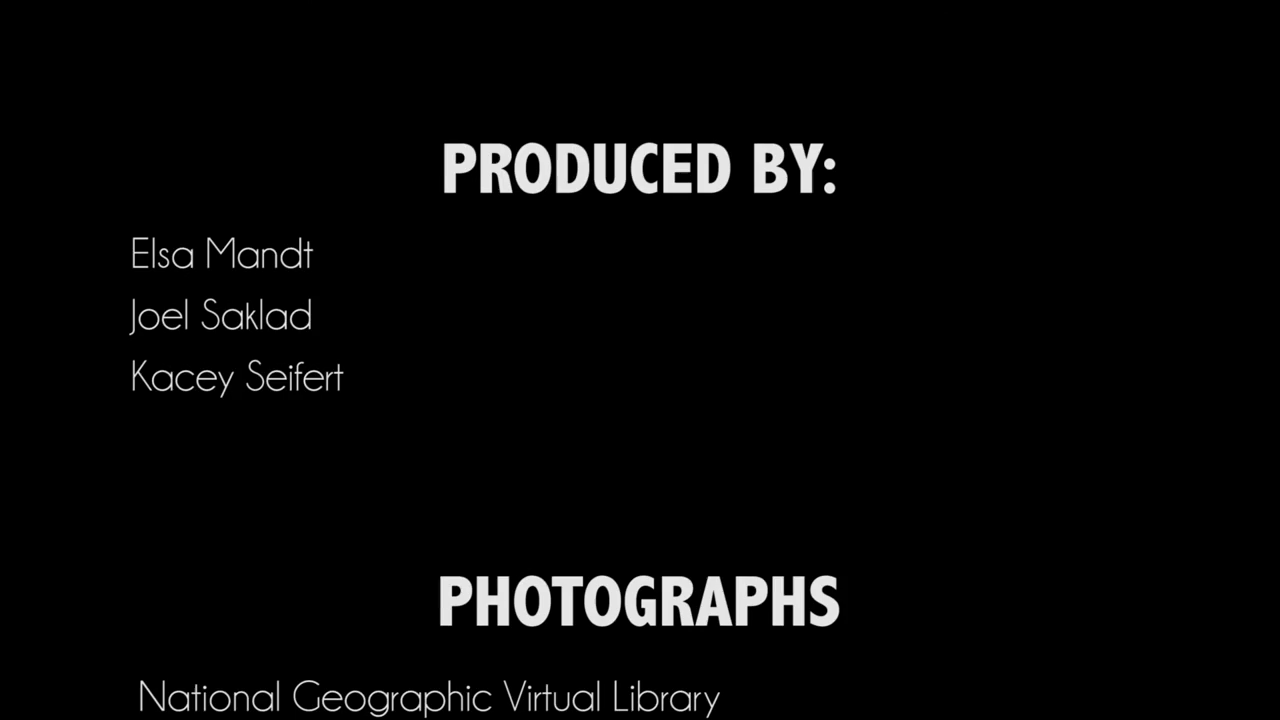 PRODUCED BY:
Elsa Mandt
Joel Saklad
Kacey Seifert
PHOTOGRAPHS
National Geographic Virtual Library